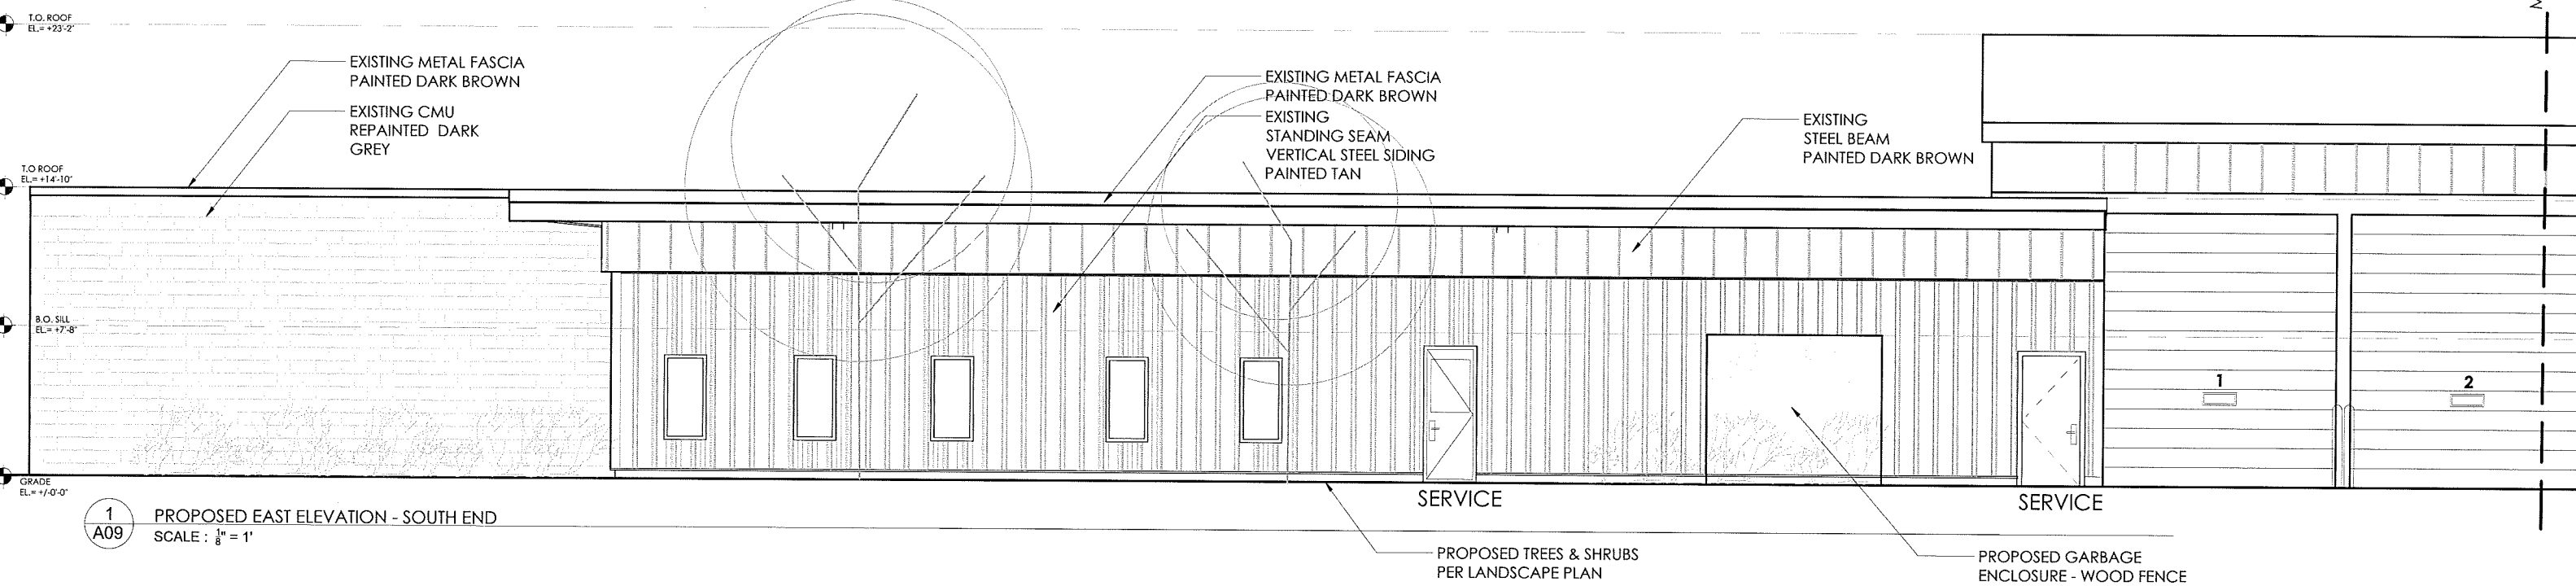 T.O. ROOF
EL.= +23'-2"
EXISTING METAL FASCIA
PAINTED DARK BROWN
EXISTING CMU
REPAINTED DARK
GREY
EXISTING METAL FASCIA
PAINTED DARK BROWN
EXISTING
STANDING SEAM
VERTICAL STEEL SIDING
PAINTED TAN
EXISTING
STEEL BEAM
PAINTED DARK BROWN
T.O ROOF
EL.= +14'-10"
B.O. SILL
EL.= +7'-8"
1
2
GRADE
EL.= +/-0'-0"
SERVICE
SERVICE
1
A09
PROPOSED EAST ELEVATION - SOUTH END
SCALE : 1/8" = 1'
PROPOSED TREES & SHRUBS
PER LANDSCAPE PLAN
PROPOSED GARBAGE
ENCLOSURE - WOOD FENCE